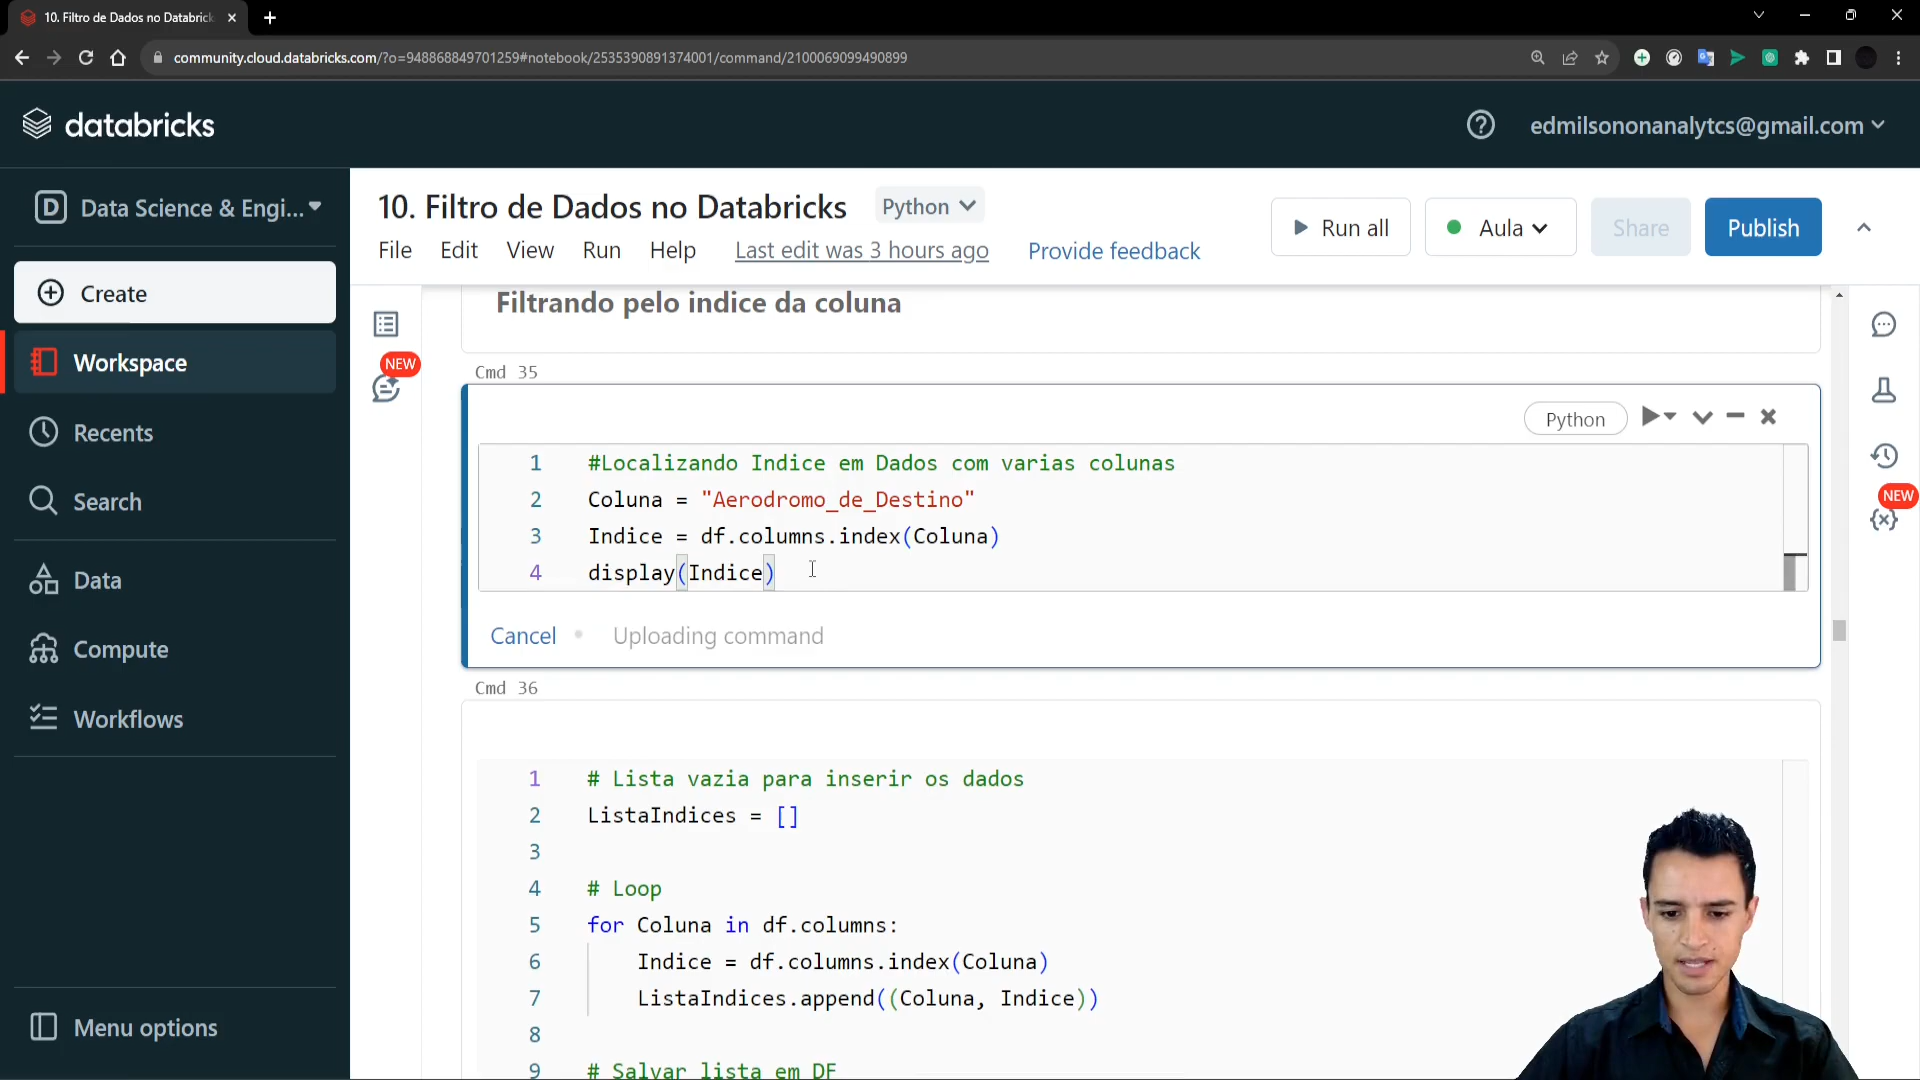 10. Filtro de Dados no Databrick
community.cloud.databricks.com/?o=948868849701259#notebook/2535390891374001/command/2100069099490899
databricks
edmilsononanalytcs@gmail.com
D Data Science & Engi...
10. Filtro de Dados no Databricks
Python
Run all
Aula
Share
Publish
File Edit View Run Help Last edit was 3 hours ago Provide feedback
Create
Workspace
Recents
Search
Data
Compute
Workflows
Menu options
NEW
NEW
Filtrando pelo indice da coluna
Cmd 35
Python
1 #Localizando Indice em Dados com varias colunas
2 Coluna = "Aerodromo_de_Destino"
3 Indice = df.columns.index(Coluna)
4 display(Indice)
Cancel Uploading command
Cmd 36
1 # Lista vazia para inserir os dados
2 ListaIndices = []
3
4 # Loop
5 for Coluna in df.columns:
6 Indice = df.columns.index(Coluna)
7 ListaIndices.append((Coluna, Indice))
8
9 # Salvar lista em DF